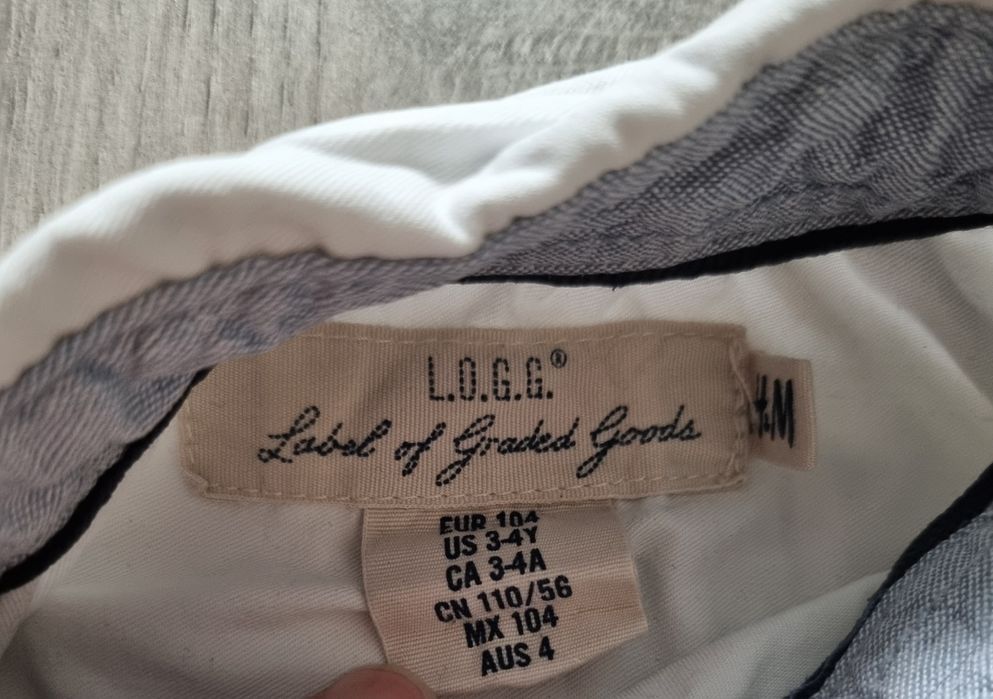 L.O.G.G.®
Label of Graded Goods
H&M
EUR 104
US 3-4Y
CA 3-4A
CN 110/56
MX 104
AUS 4